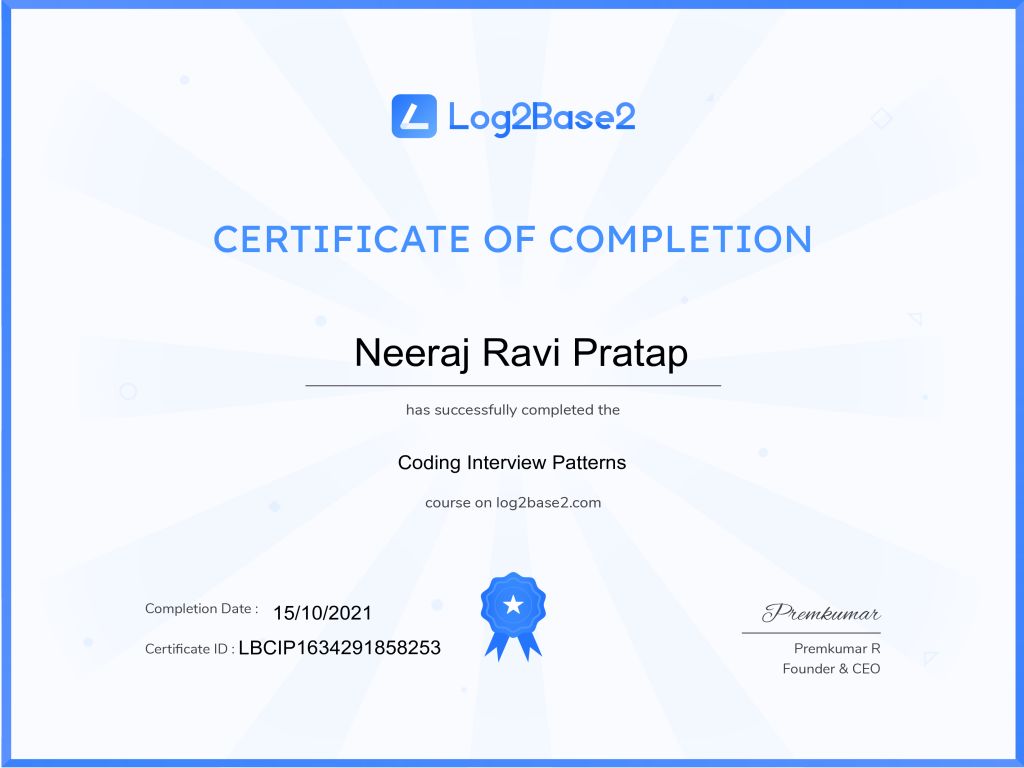 Log2Base2
CERTIFICATE OF COMPLETION
Neeraj Ravi Pratap
has successfully completed the
Coding Interview Patterns
course on log2base2.com
Completion Date : 15/10/2021
Certificate ID : LBCIP1634291858253
Premkumar
Premkumar R
Founder & CEO